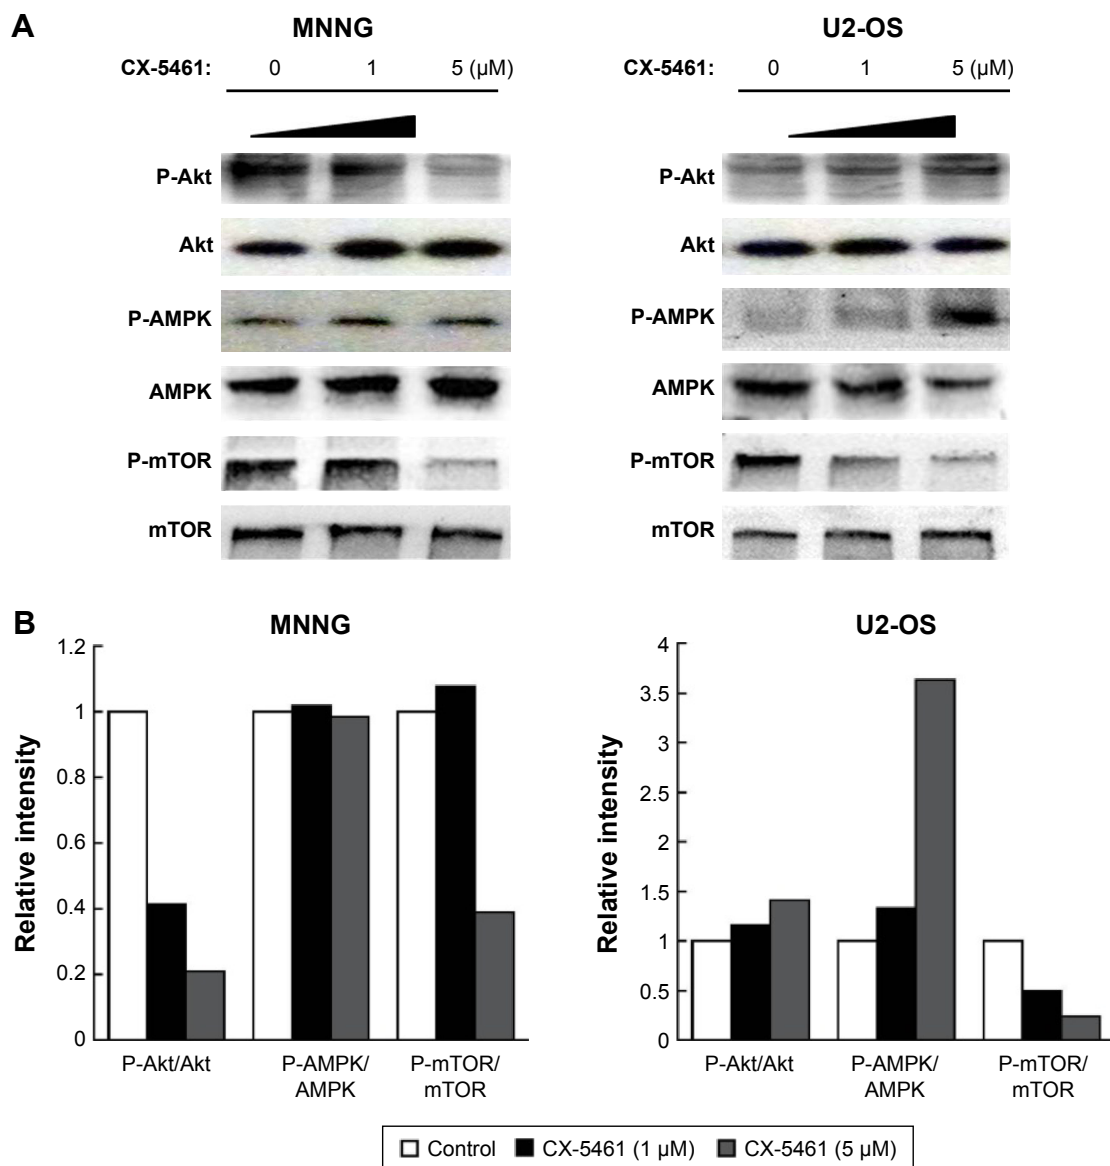 A
MNNG
CX-5461: 0 1 5 (µM)
P-Akt
Akt
P-AMPK
AMPK
P-mTOR
mTOR
U2-OS
CX-5461: 0 1 5 (µM)
P-Akt
Akt
P-AMPK
AMPK
P-mTOR
mTOR
B
MNNG
Relative intensity
1.2
1
0.8
0.6
0.4
0.2
0
P-Akt/Akt
P-AMPK/
AMPK
P-mTOR/
mTOR
U2-OS
Relative intensity
4
3.5
3
2.5
2
1.5
1
0.5
0
P-Akt/Akt
P-AMPK/
AMPK
P-mTOR/
mTOR
Control CX-5461 (1 µM) CX-5461 (5 µM)